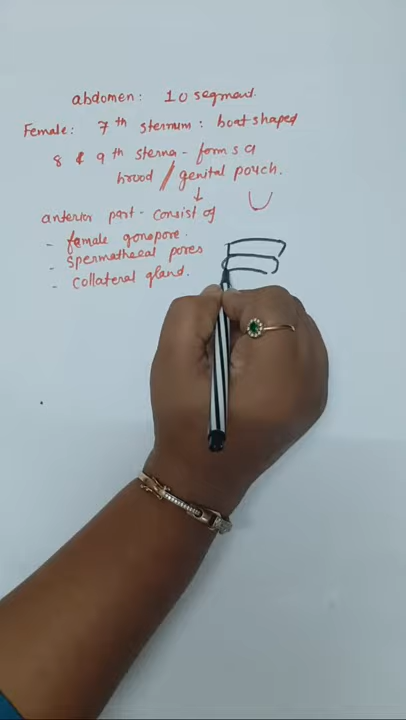 abdomen: 10 segment.
Female: 7th sternum: boat shaped
8 & 9th sterna - forms a
brood / genital pouch.
anterior part - consist of
- female gonopore.
- spermathecal pores
- collateral gland.